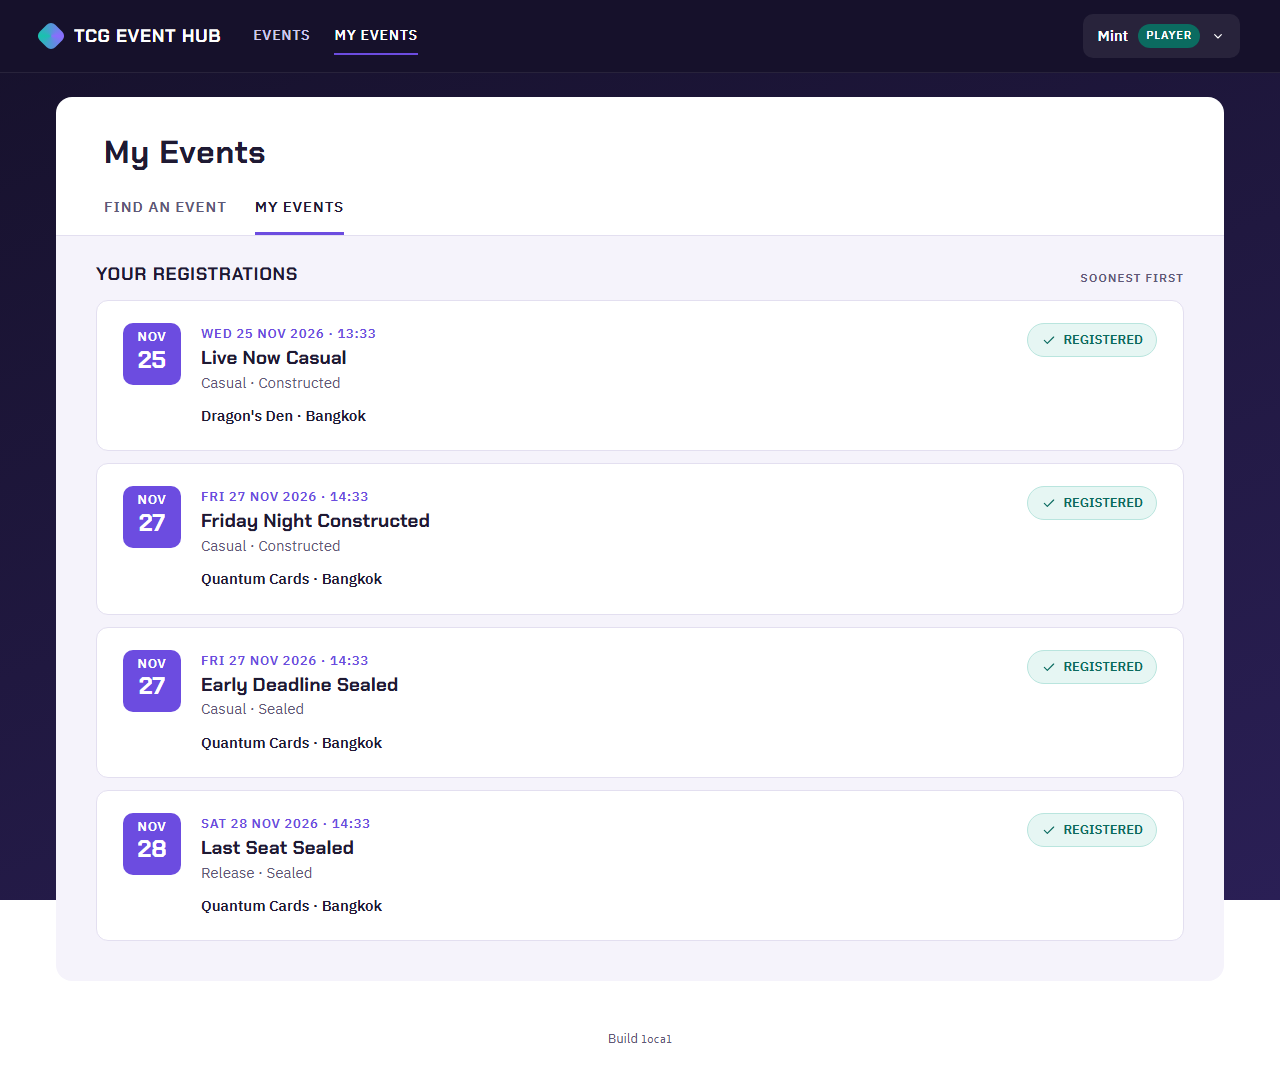 TCG EVENT HUB
EVENTS
MY EVENTS
Mint
PLAYER
My Events
FIND AN EVENT
MY EVENTS
YOUR REGISTRATIONS
SOONEST FIRST
NOV
25
WED 25 NOV 2026 · 13:33
Live Now Casual
Casual · Constructed
Dragon's Den · Bangkok
REGISTERED
NOV
27
FRI 27 NOV 2026 · 14:33
Friday Night Constructed
Casual · Constructed
Quantum Cards · Bangkok
REGISTERED
NOV
27
FRI 27 NOV 2026 · 14:33
Early Deadline Sealed
Casual · Sealed
Quantum Cards · Bangkok
REGISTERED
NOV
28
SAT 28 NOV 2026 · 14:33
Last Seat Sealed
Release · Sealed
Quantum Cards · Bangkok
REGISTERED
Build local